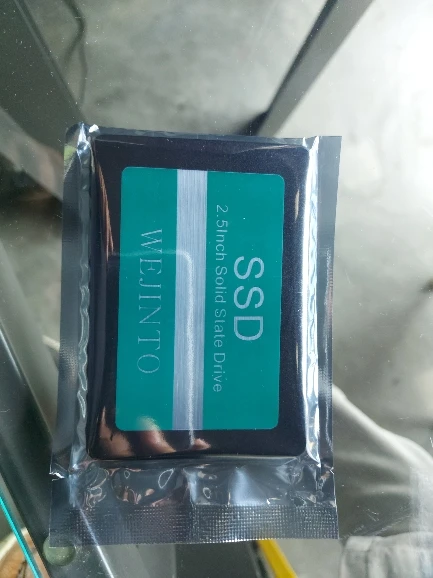 SSD
2.5Inch Solid State Drive
WEJINTO